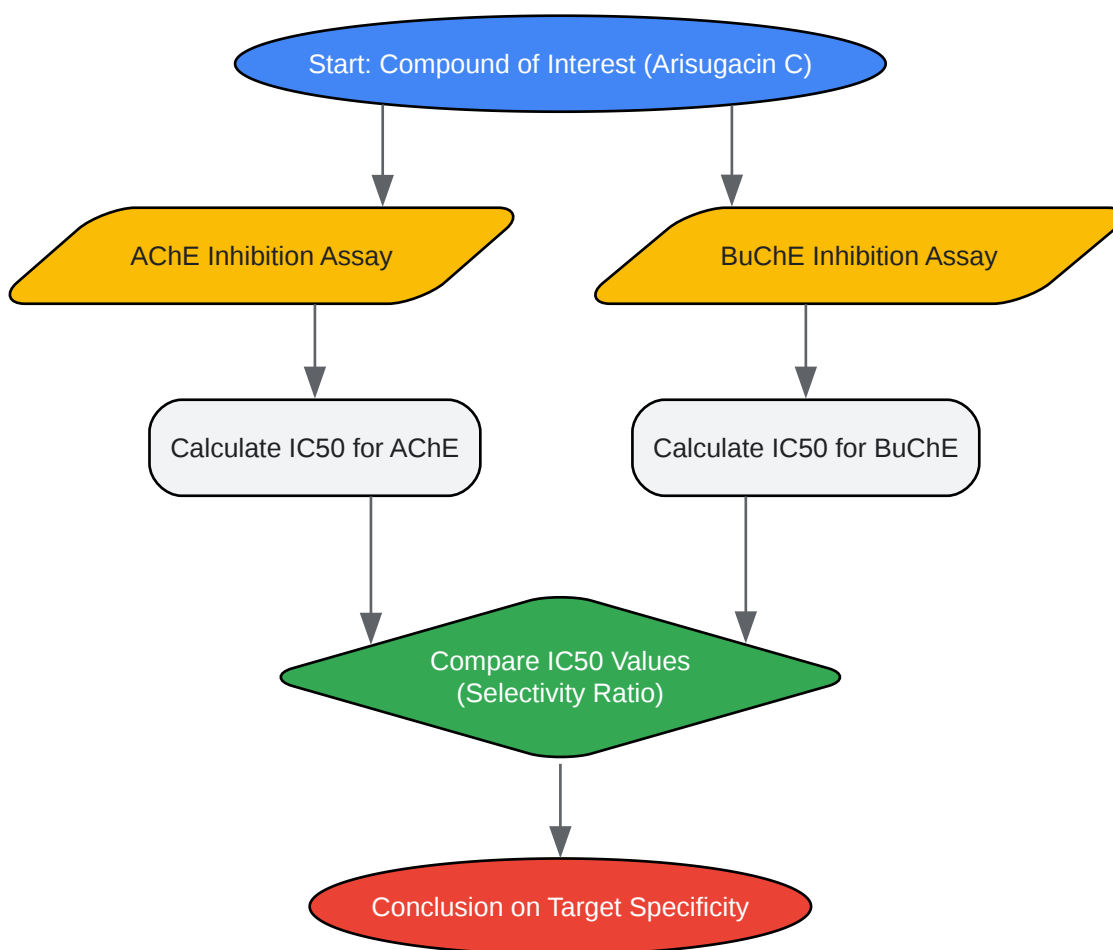 Start: Compound of Interest (Arisugacin C)
AChE Inhibition Assay
BuChE Inhibition Assay
Calculate IC50 for AChE
Calculate IC50 for BuChE
Compare IC50 Values
(Selectivity Ratio)
Conclusion on Target Specificity